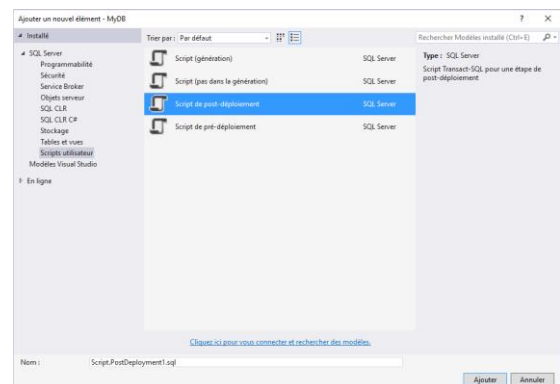 Ajouter un nouvel élément - MyDB
? ×
Installé
Trier par : Par défaut
Rechercher Modèles installé (Ctrl+E)
SQL Server
Programmabilité
Sécurité
Service Broker
Objets serveur
SQL CLR
SQL CLR C#
Stockage
Tables et vues
Scripts utilisateur
Modèles Visual Studio
En ligne
Script (génération) SQL Server
Script (pas dans la génération) SQL Server
Script de post-déploiement SQL Server
Script de pré-déploiement SQL Server
Type : SQL Server
Script Transact-SQL pour une étape de
post-déploiement
Cliquez ici pour vous connecter et rechercher des modèles.
Nom : Script.PostDeployment1.sql
Ajouter Annuler